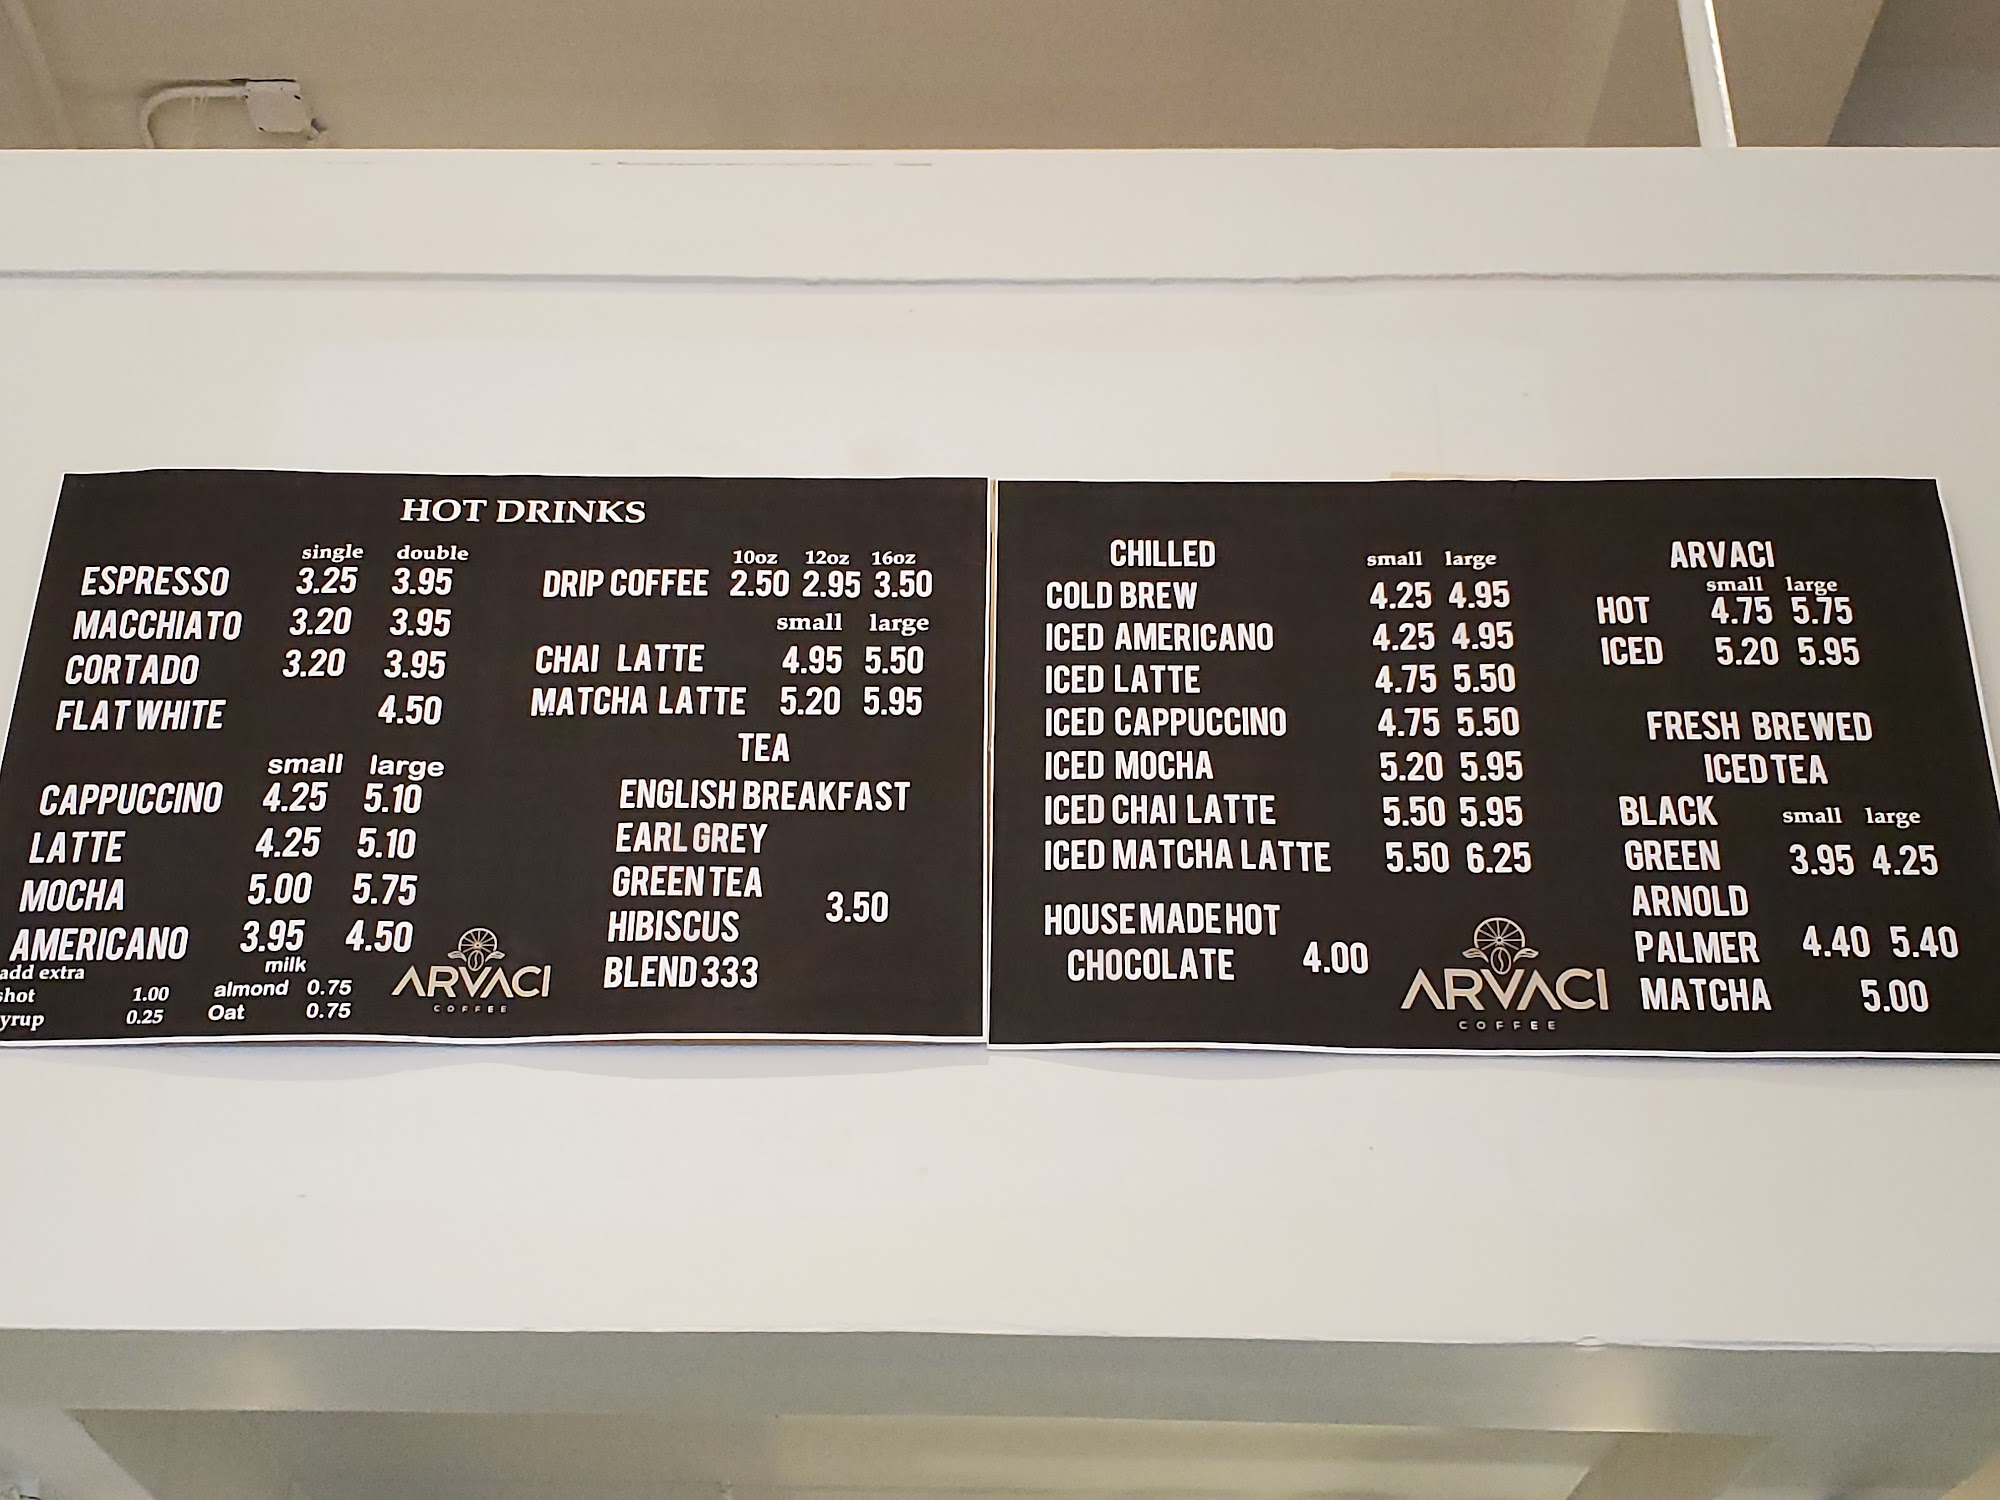 HOT DRINKS
single double
ESPRESSO 3.25 3.95
MACCHIATO 3.20 3.95
CORTADO 3.20 3.95
FLAT WHITE 4.50
small large
CAPPUCCINO 4.25 5.10
LATTE 4.25 5.10
MOCHA 5.00 5.75
AMERICANO 3.95 4.50
add extra
hot 1.00
yrup 0.25
milk
almond 0.75
Oat 0.75
ARVACI
COFFEE
10oz 12oz 16oz
DRIP COFFEE 2.50 2.95 3.50
small large
CHAI LATTE 4.95 5.50
MATCHA LATTE 5.20 5.95
TEA
ENGLISH BREAKFAST
EARL GREY
GREEN TEA
HIBISCUS 3.50
BLEND 333
CHILLED small large
COLD BREW 4.25 4.95
ICED AMERICANO 4.25 4.95
ICED LATTE 4.75 5.50
ICED CAPPUCCINO 4.75 5.50
ICED MOCHA 5.20 5.95
ICED CHAI LATTE 5.50 5.95
ICED MATCHA LATTE 5.50 6.25
HOUSE MADE HOT
CHOCOLATE 4.00
ARVACI
COFFEE
ARVACI
small large
HOT 4.75 5.75
ICED 5.20 5.95
FRESH BREWED
ICED TEA
BLACK small large
GREEN 3.95 4.25
ARNOLD
PALMER 4.40 5.40
MATCHA 5.00